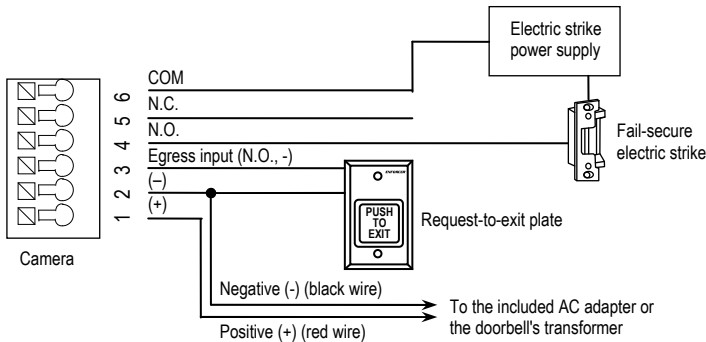 Electric strike
power supply
COM
6
N.C.
5
N.O.
4
Fail-secure
electric strike
Egress input (N.O., -)
3
(–)
2
(+)
1
ENFORCER
PUSH
TO
EXIT
Request-to-exit plate
Camera
Negative (-) (black wire)
Positive (+) (red wire)
To the included AC adapter or
the doorbell's transformer